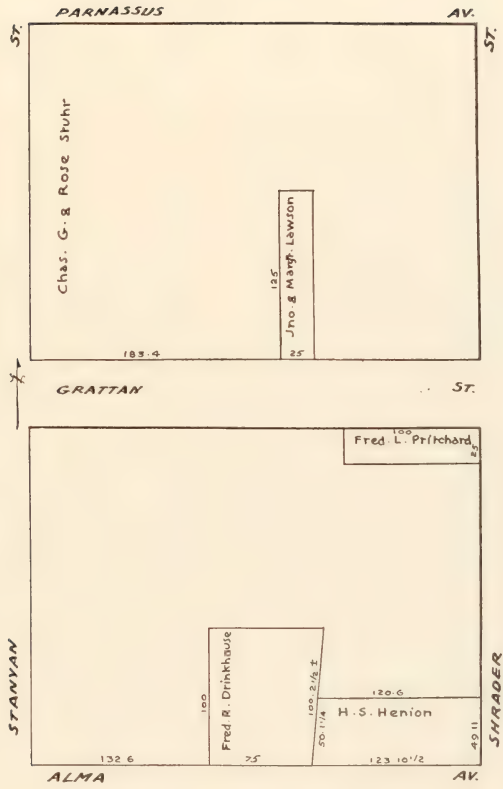 PARNASSUS AV.
ST. ST.
Chas. G. & Rose Stuhr
125
Jno. & Margt. Lawson
183.4
25
GRATTAN ST.
100
Fred. L. Pritchard
25
STANYAN
SHRADER
100
Fred. R. Drinkhause
100.2 1/2 ±
50.1 1/4
120.6
H. S. Henion
49 11
132 6
75
123 10 1/2
ALMA AV.